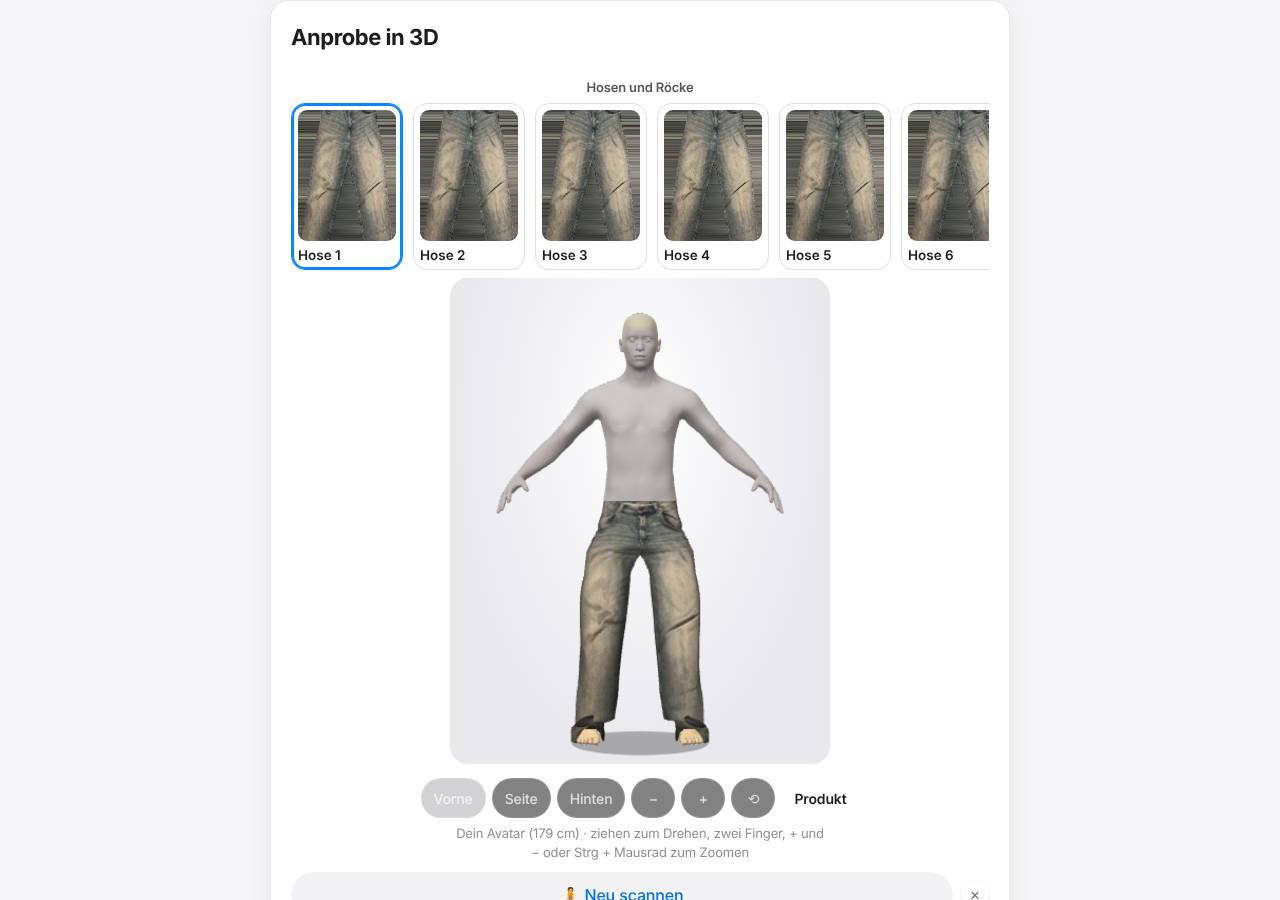 Anprobe in 3D
Hosen und Röcke
Hose 1
Hose 2
Hose 3
Hose 4
Hose 5
Hose 6
Vorne
Seite
Hinten
−
+
⟲
Produkt
Dein Avatar (179 cm) · ziehen zum Drehen, zwei Finger, + und
− oder Strg + Mausrad zum Zoomen
Neu scannen
×